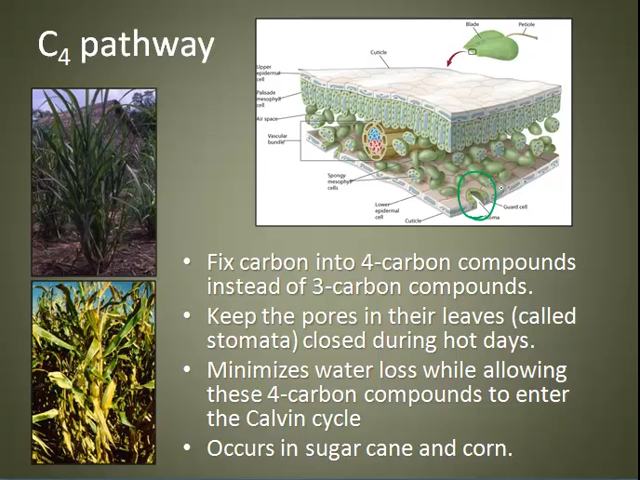 C4 pathway
Blade
Petiole
Cuticle
Upper
epidermal
cell
Palisade
mesophyll
cell
Air space
Vascular
bundle
Spongy
mesophyll
cells
Lower
epidermal
cell
Cuticle
Guard cell
• Fix carbon into 4-carbon compounds
instead of 3-carbon compounds.
• Keep the pores in their leaves (called
stomata) closed during hot days.
• Minimizes water loss while allowing
these 4-carbon compounds to enter
the Calvin cycle
• Occurs in sugar cane and corn.